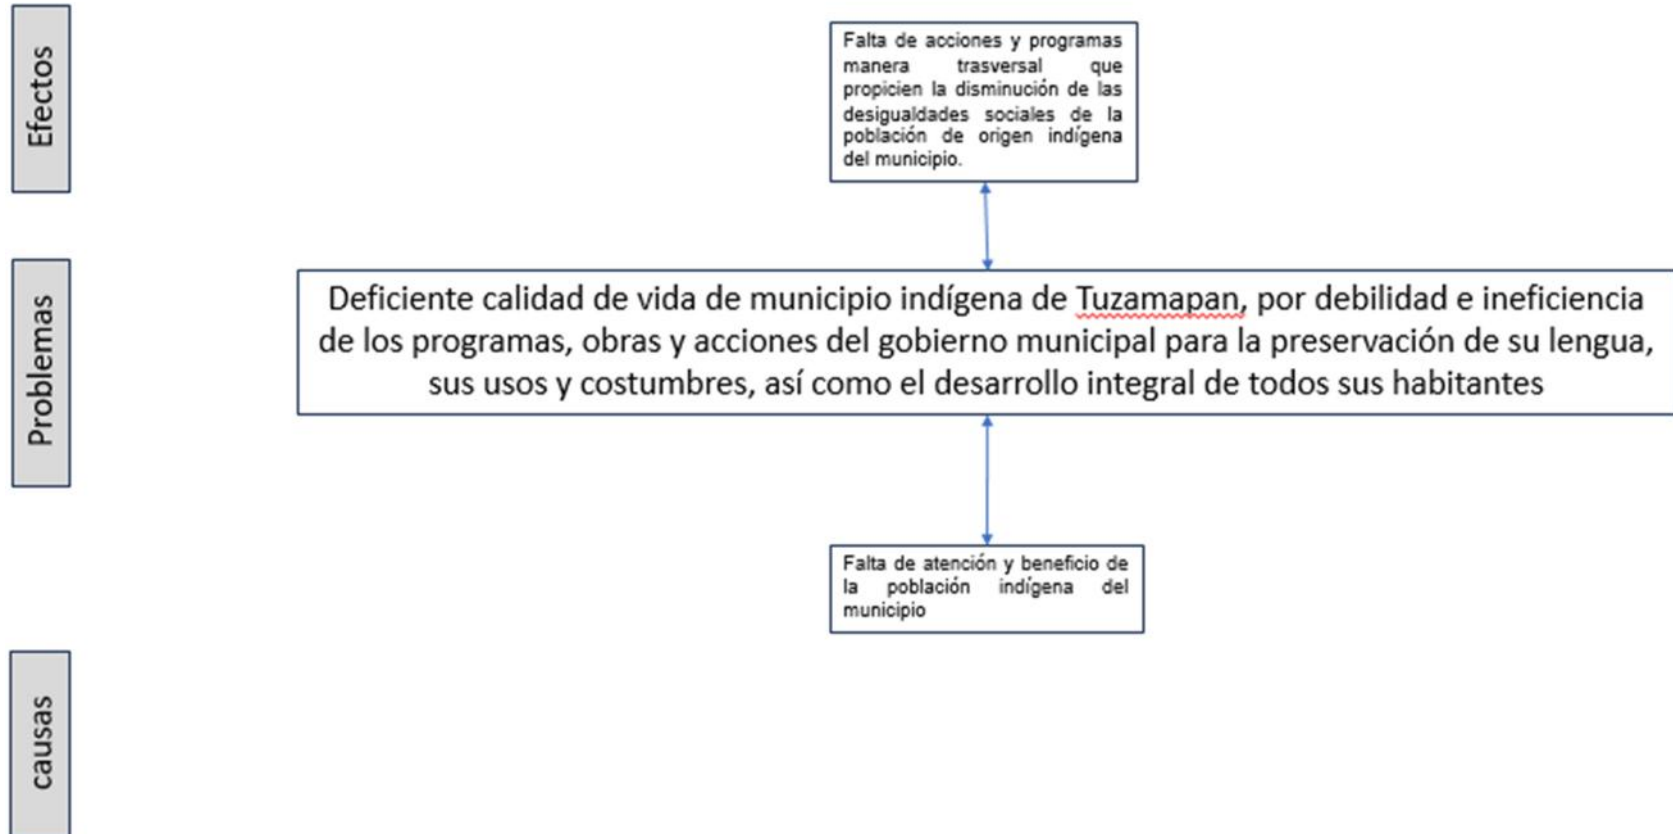 Efectos
Falta de acciones y programas
manera trasversal que
propicien la disminución de las
desigualdades sociales de la
población de origen indígena
del municipio.
Problemas
Deficiente calidad de vida de municipio indígena de Tuzamapan, por debilidad e ineficiencia
de los programas, obras y acciones del gobierno municipal para la preservación de su lengua,
sus usos y costumbres, así como el desarrollo integral de todos sus habitantes
Falta de atención y beneficio de
la población indígena del
municipio
causas